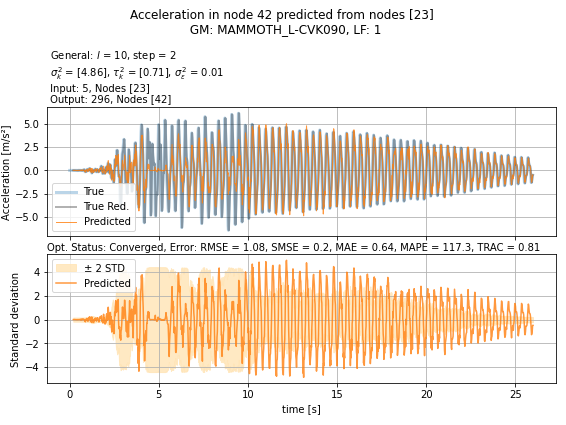 Acceleration in node 42 predicted from nodes [23]
GM: MAMMOTH_L-CVK090, LF: 1
General: l = 10, step = 2
σ²ₖ = [4.86], τ²ₖ = [0.71], σ²ε = 0.01
Input: 5, Nodes [23]
Output: 296, Nodes [42]
5.0
2.5
0.0
−2.5
−5.0
Acceleration [m/s²]
True
True Red.
Predicted
Opt. Status: Converged, Error: RMSE = 1.08, SMSE = 0.2, MAE = 0.64, MAPE = 117.3, TRAC = 0.81
4
2
0
−2
−4
Standard deviation
± 2 STD
Predicted
0 5 10 15 20 25
time [s]